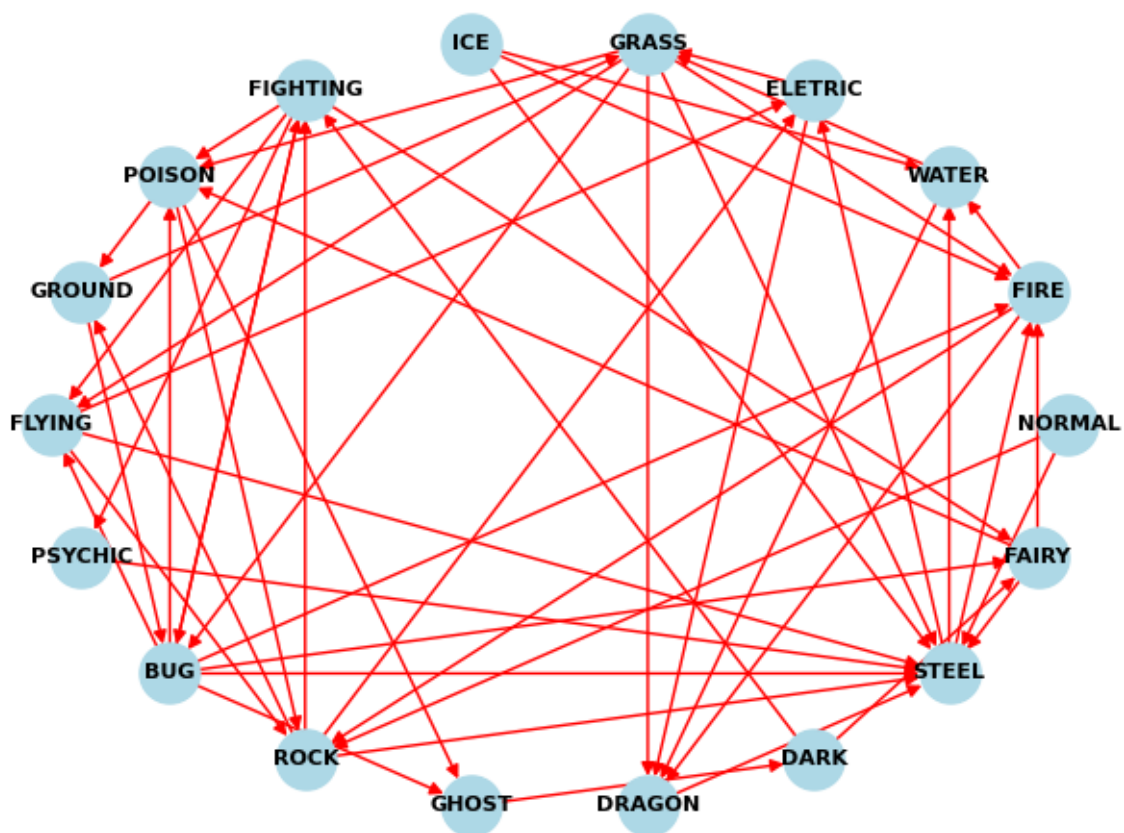 ICE
GRASS
FIGHTING
ELETRIC
POISON
WATER
GROUND
FIRE
FLYING
NORMAL
PSYCHIC
FAIRY
BUG
STEEL
ROCK
DARK
GHOST
DRAGON